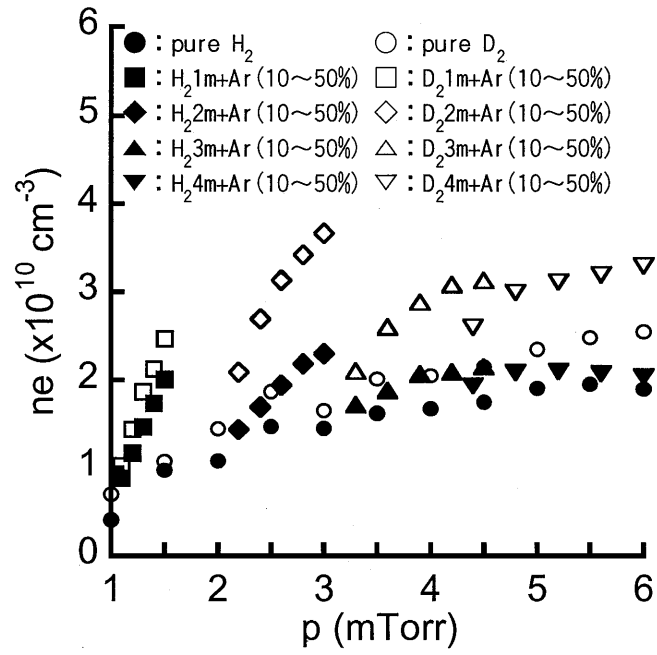 6
5
4
3
2
1
0
ne (x10¹⁰ cm⁻³)
● : pure H₂
○ : pure D₂
■ : H₂1m+Ar(10～50%)
□ : D₂1m+Ar(10～50%)
◆ : H₂2m+Ar(10～50%)
◇ : D₂2m+Ar(10～50%)
▲ : H₂3m+Ar(10～50%)
△ : D₂3m+Ar(10～50%)
▼ : H₂4m+Ar(10～50%)
▽ : D₂4m+Ar(10～50%)
1 2 3 4 5 6
p (mTorr)